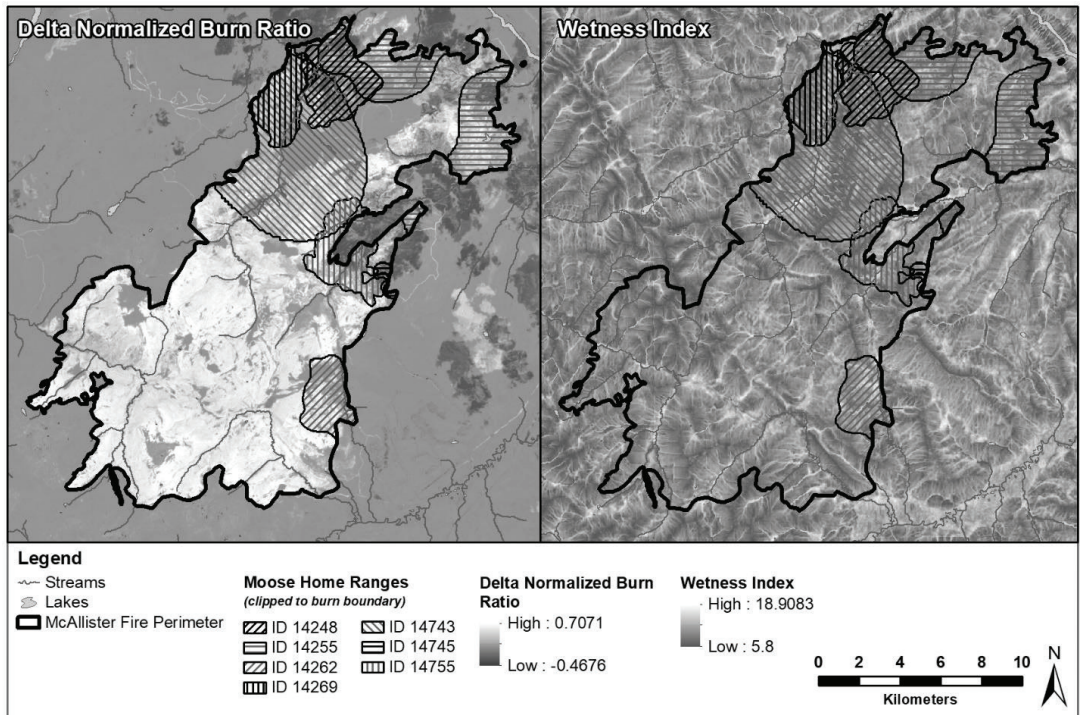 Delta Normalized Burn Ratio
Wetness Index
Legend
Streams
Lakes
McAllister Fire Perimeter
Moose Home Ranges
(clipped to burn boundary)
ID 14248
ID 14255
ID 14262
ID 14269
ID 14743
ID 14745
ID 14755
Delta Normalized Burn
Ratio
High : 0.7071
Low : -0.4676
Wetness Index
High : 18.9083
Low : 5.8
0 2 4 6 8 10
Kilometers
N